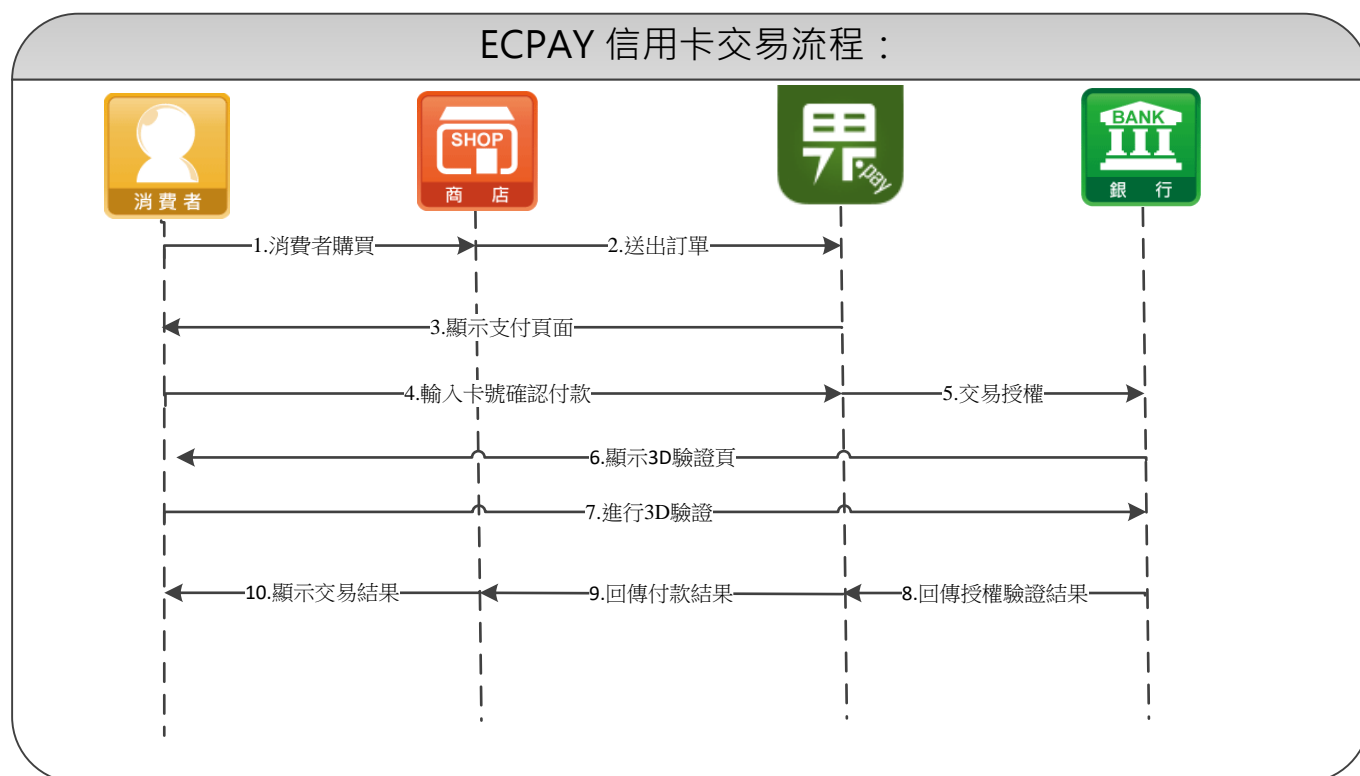 ECPAY 信用卡交易流程：
消費者
SHOP
商 店
pay
BANK
銀 行
1.消費者購買
2.送出訂單
3.顯示支付頁面
4.輸入卡號確認付款
5.交易授權
6.顯示3D驗證頁
7.進行3D驗證
10.顯示交易結果
9.回傳付款結果
8.回傳授權驗證結果